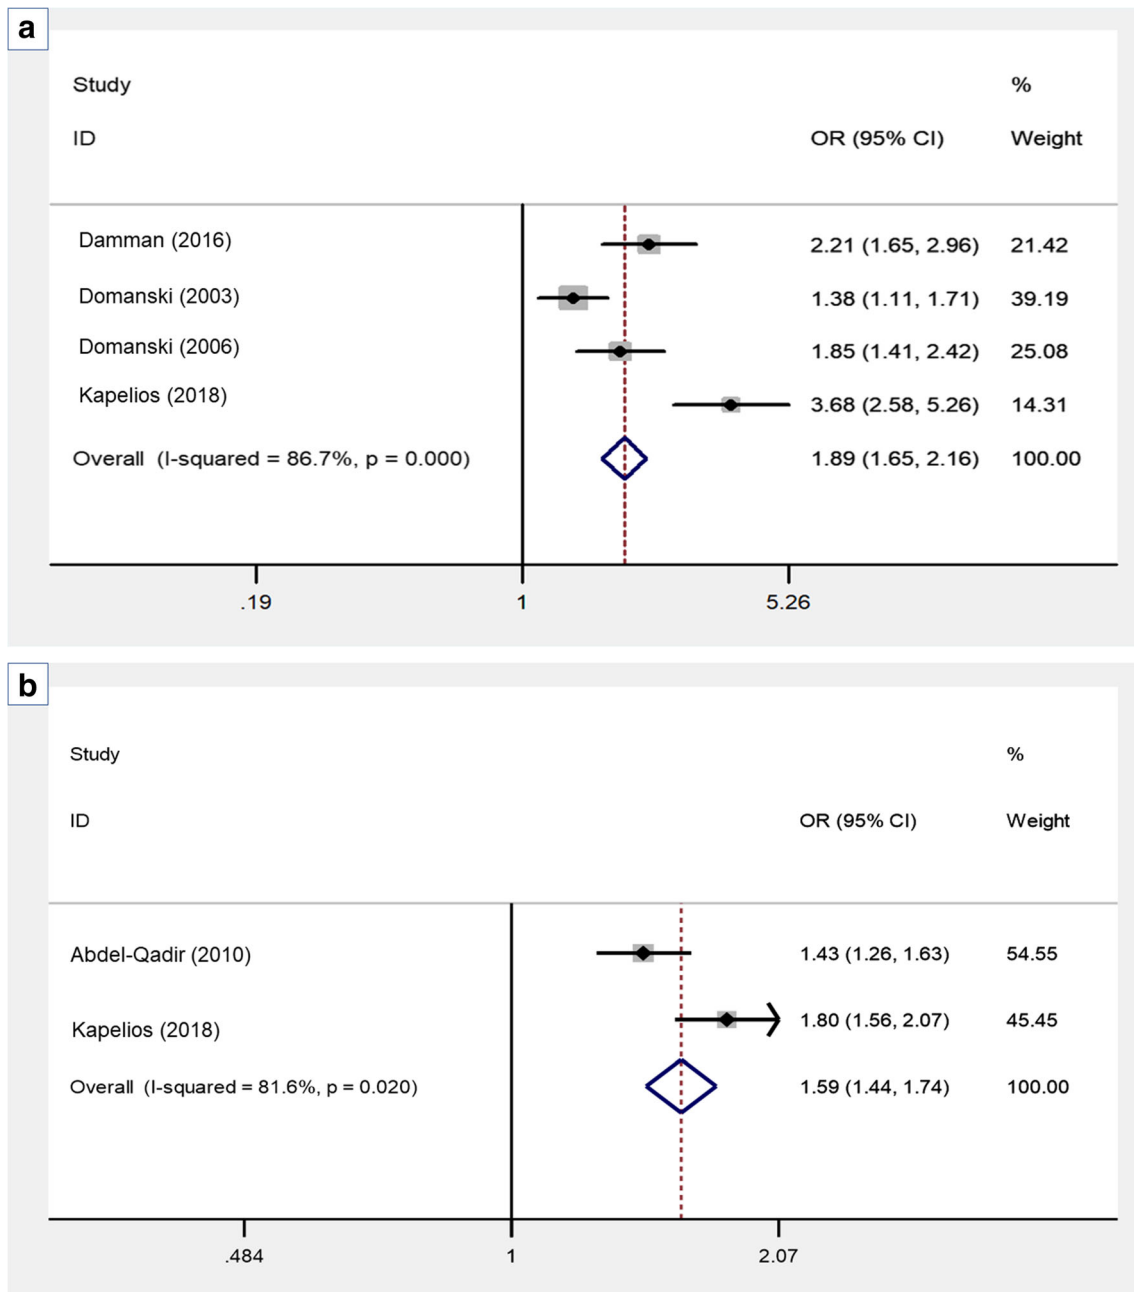 a
Study %
ID OR (95% CI) Weight
Damman (2016) 2.21 (1.65, 2.96) 21.42
Domanski (2003) 1.38 (1.11, 1.71) 39.19
Domanski (2006) 1.85 (1.41, 2.42) 25.08
Kapelios (2018) 3.68 (2.58, 5.26) 14.31
Overall (I-squared = 86.7%, p = 0.000) 1.89 (1.65, 2.16) 100.00
.19 1 5.26
b
Study %
ID OR (95% CI) Weight
Abdel-Qadir (2010) 1.43 (1.26, 1.63) 54.55
Kapelios (2018) 1.80 (1.56, 2.07) 45.45
Overall (I-squared = 81.6%, p = 0.020) 1.59 (1.44, 1.74) 100.00
.484 1 2.07